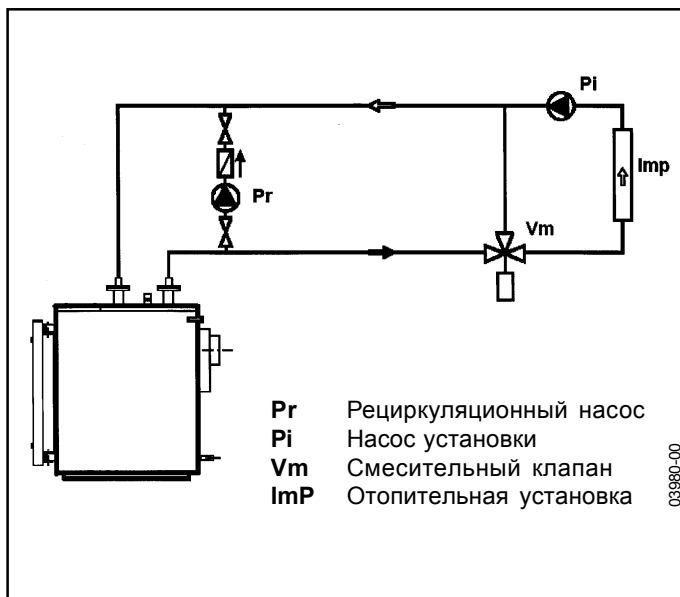 Pi
Imp
Pr
Vm
Pr Рециркуляционный насос
Pi Насос установки
Vm Смесительный клапан
ImP Отопительная установка
03980-00